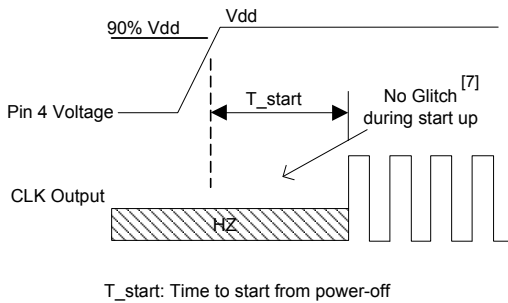 Vdd
90% Vdd
T_start
No Glitch [7]
during start up
Pin 4 Voltage
CLK Output
HZ
T_start: Time to start from power-off